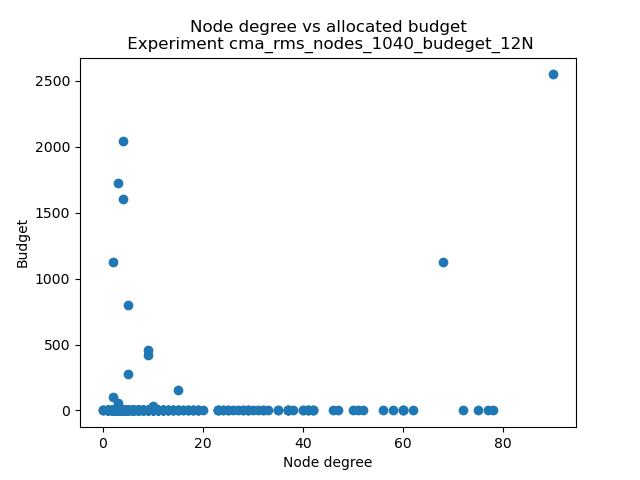 Node degree vs allocated budget
Experiment cma_rms_nodes_1040_budeget_12N
2500
2000
1500
1000
500
0
Budget
0 20 40 60 80
Node degree